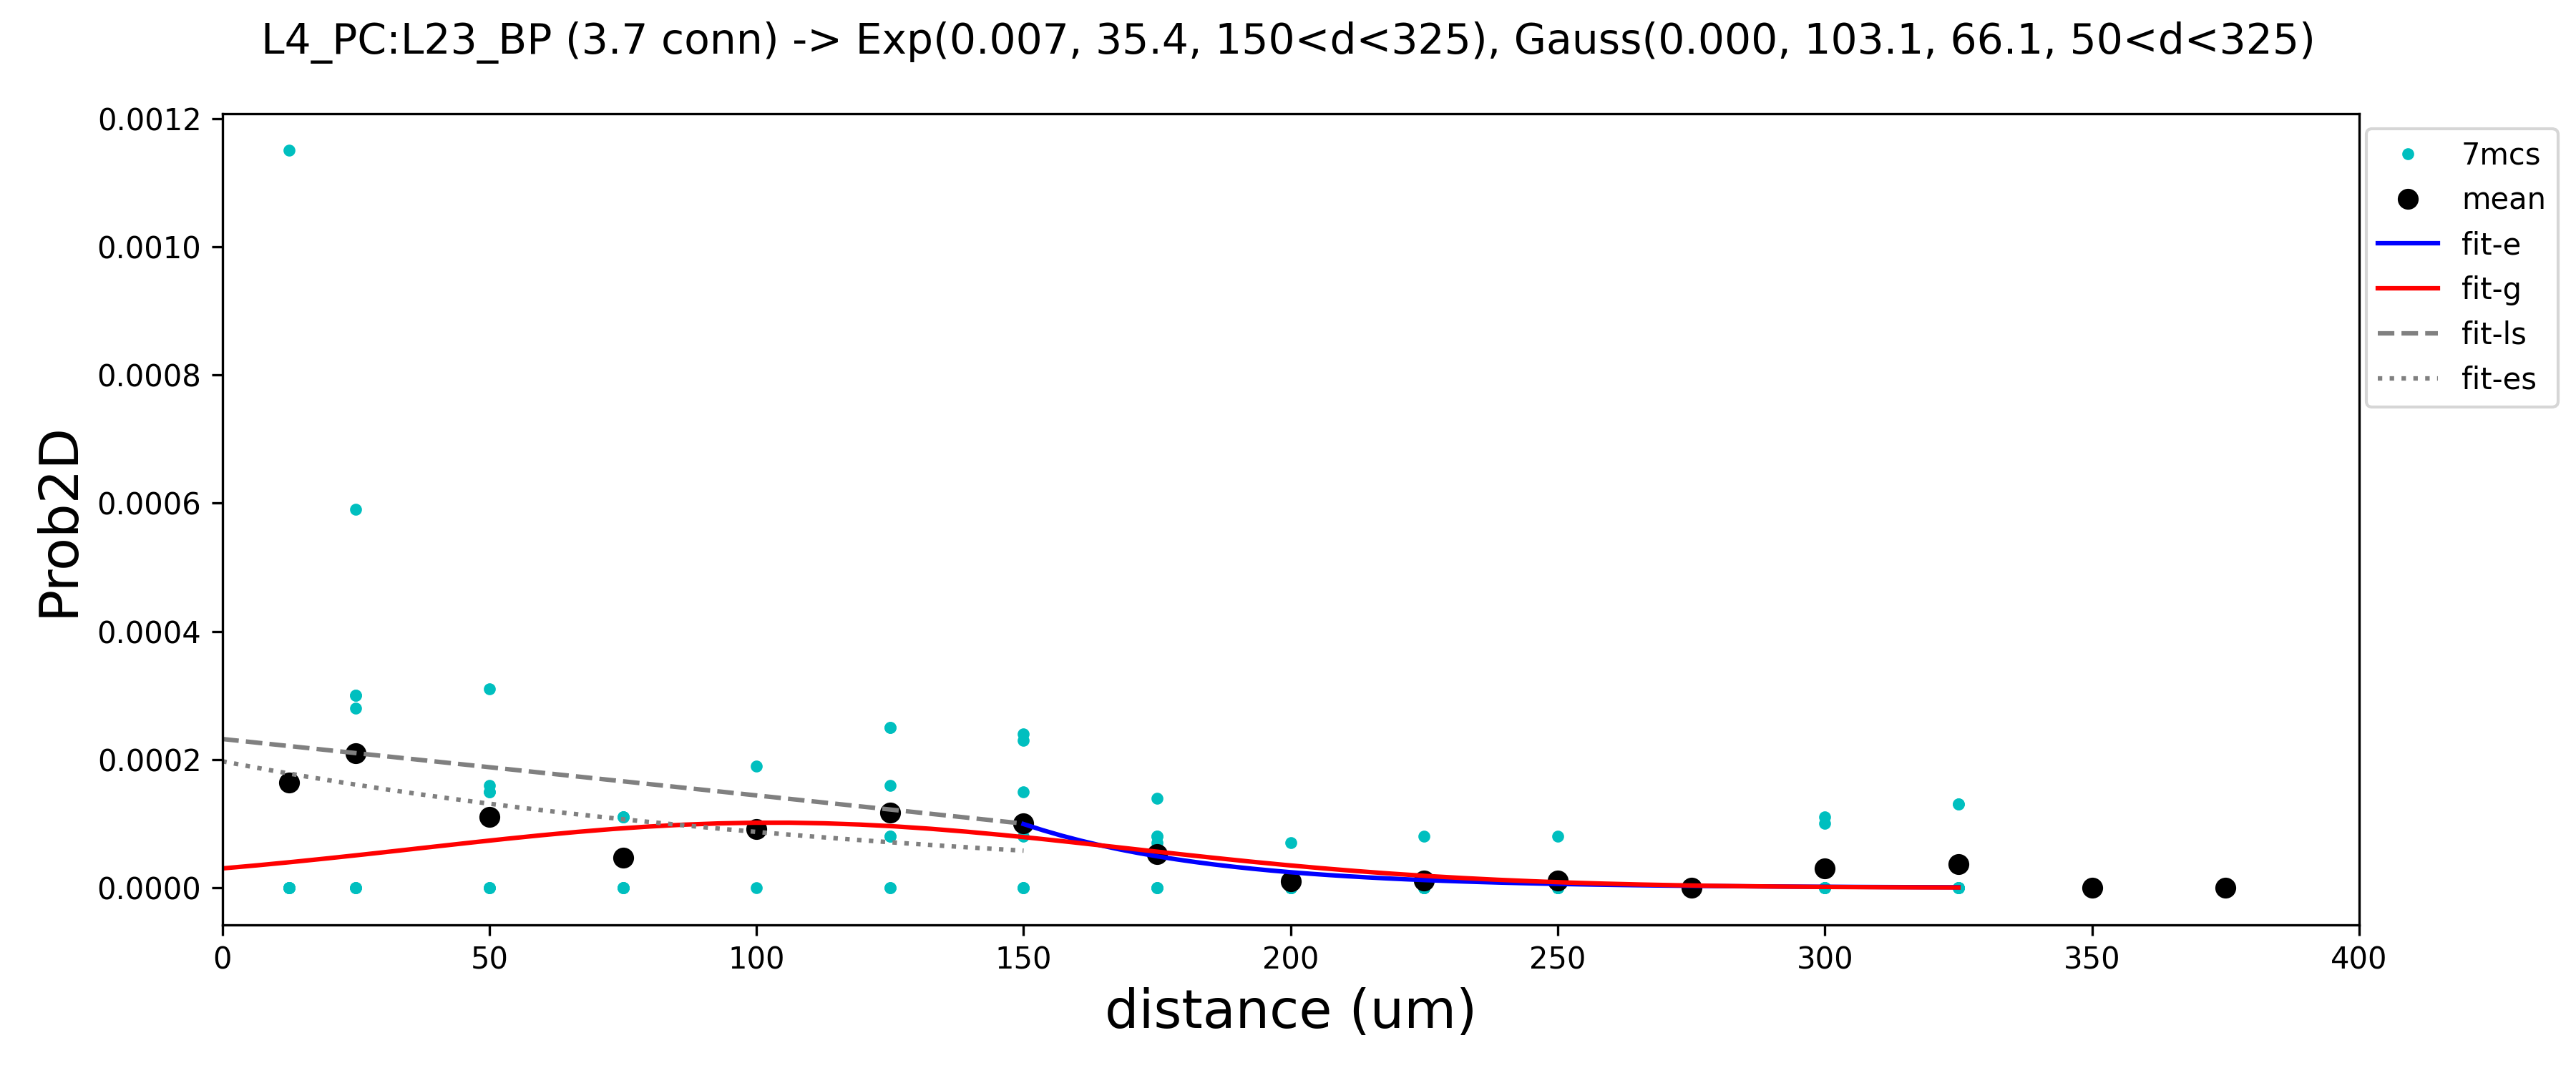 L4_PC:L23_BP (3.7 conn) -> Exp(0.007, 35.4, 150<d<325), Gauss(0.000, 103.1, 66.1, 50<d<325)
0.0012
0.0010
0.0008
0.0006
0.0004
0.0002
0.0000
Prob2D
0 50 100 150 200 250 300 350 400
distance (um)
7mcs
mean
fit-e
fit-g
fit-ls
fit-es